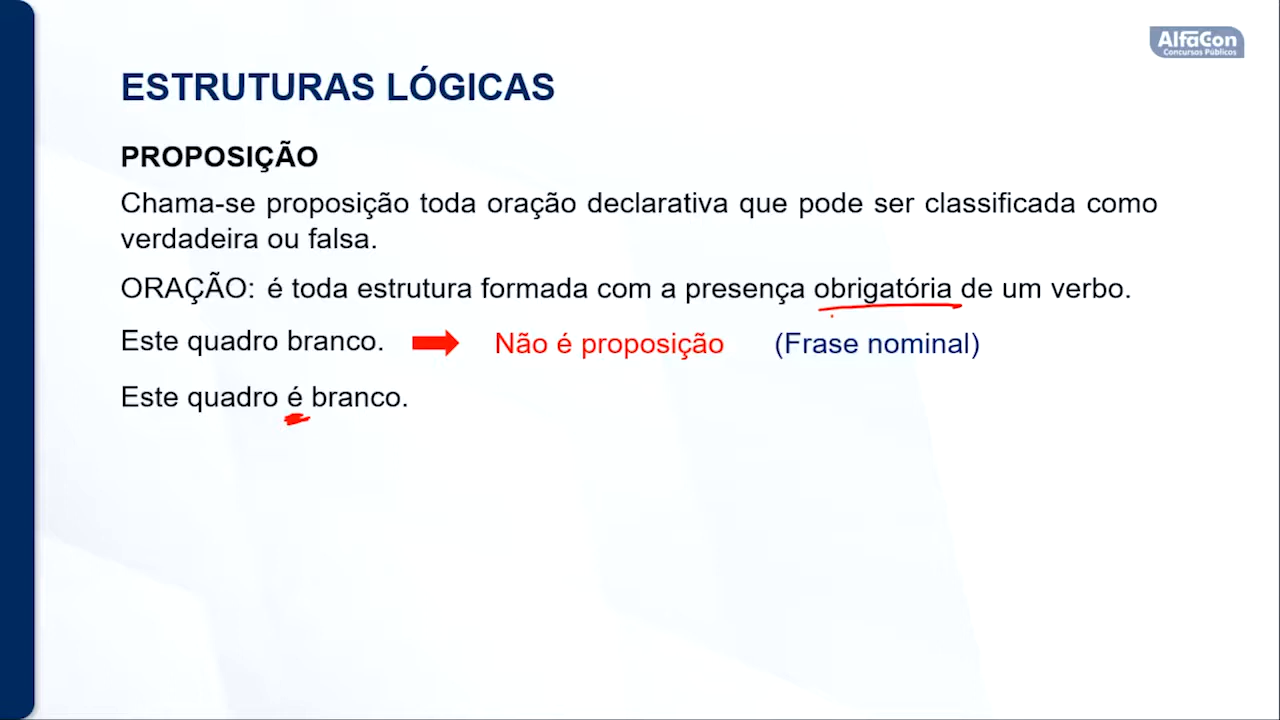 AlfaCon
Concursos Públicos
ESTRUTURAS LÓGICAS
PROPOSIÇÃO
Chama-se proposição toda oração declarativa que pode ser classificada como
verdadeira ou falsa.
ORAÇÃO: é toda estrutura formada com a presença obrigatória de um verbo.
Este quadro branco. Não é proposição (Frase nominal)
Este quadro é branco.